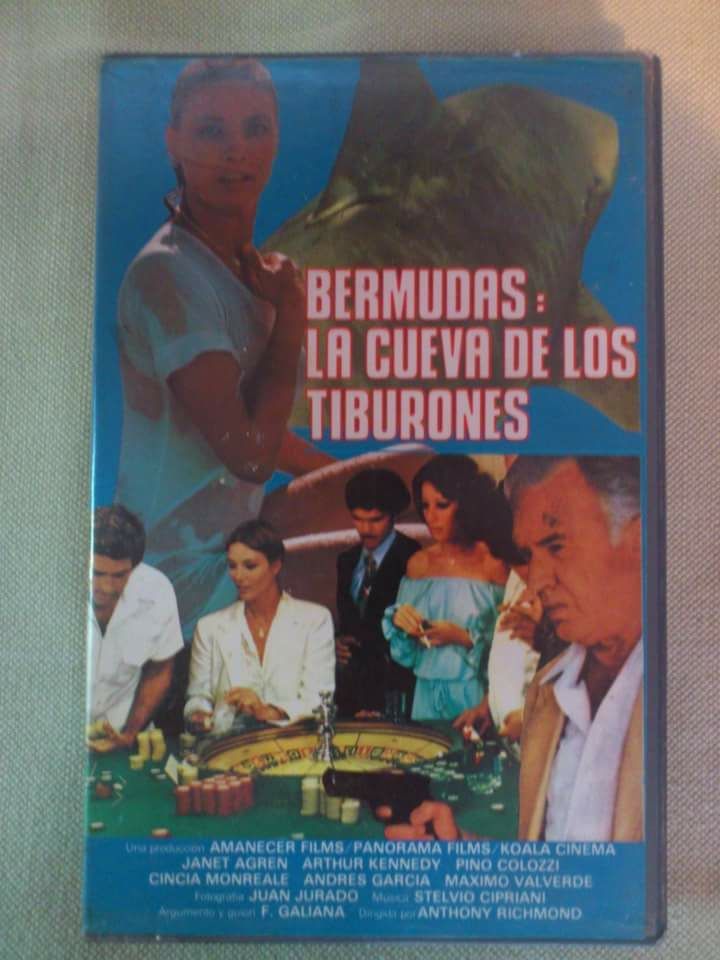 BERMUDAS:
LA CUEVA DE LOS
TIBURONES
Una producción AMANECER FILMS/PANORAMA FILMS/KOALA CINEMA
JANET AGREN ARTHUR KENNEDY PINO COLOZZI
CINCIA MONREALE ANDRES GARCIA MAXIMO VALVERDE
Fotografía JUAN JURADO Música STELVIO CIPRIANI
Argumento y guion F. GALIANA Dirigida por ANTHONY RICHMOND